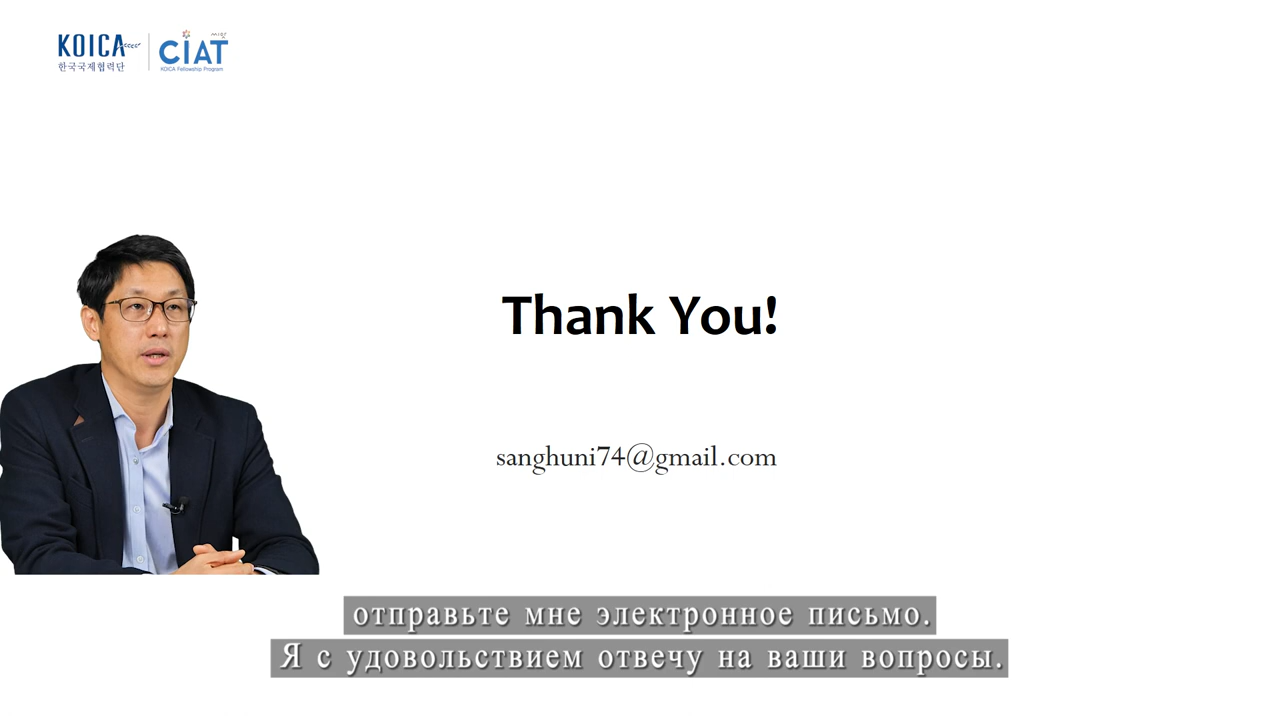 KOICA
한국국제협력단
CIAT
KOICA Fellowship Program
Thank You!
sanghuni74@gmail.com
отправьте мне электронное письмо.
Я с удовольствием отвечу на ваши вопросы.